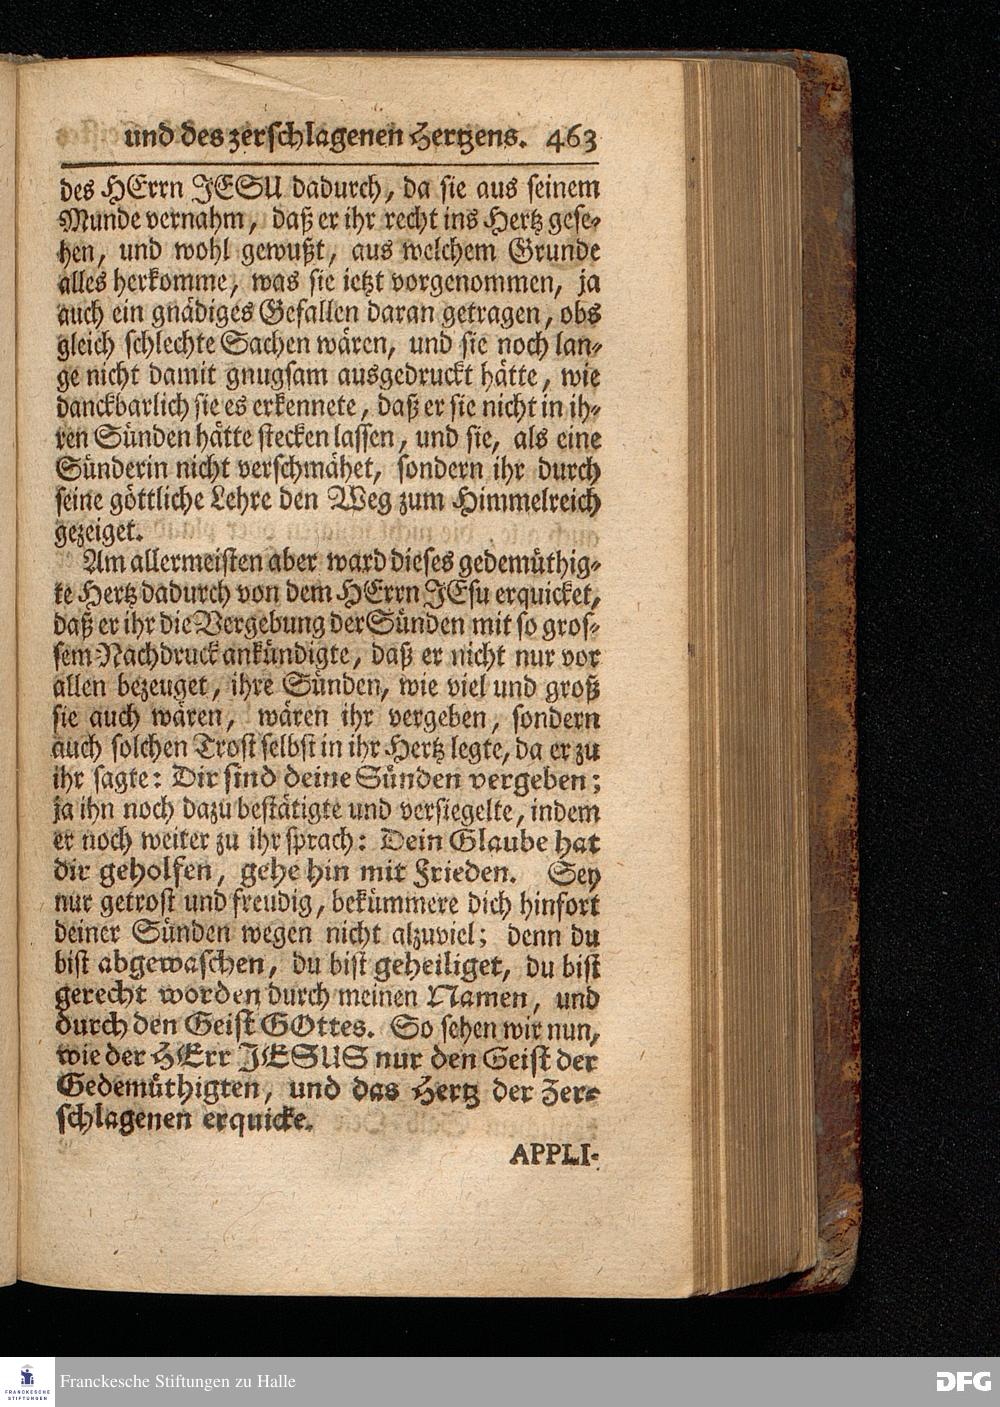 und des zerschlagenen Hertzens. 463
des HErrn JESU dadurch, da sie aus seinem
Munde vernahm, daß er ihr recht ins Hertz gese-
hen, und wohl gewußt, aus welchem Grunde
alles herkomme, was sie ietzt vorgenommen, ja
auch ein gnädiges Gefallen daran getragen, obs
gleich schlechte Sachen wären, und sie noch lan-
ge nicht damit gnugsam ausgedruckt hätte, wie
danckbarlich sie es erkennete, daß er sie nicht in ih-
ren Sünden hätte stecken lassen, und sie, als eine
Sünderin nicht verschmähet, sondern ihr durch
seine göttliche Lehre den Weg zum Himmelreich
gezeiget.
Am allermeisten aber ward dieses gedemüthig-
te Hertz dadurch von dem HErrn JEsu erquicket,
daß er ihr die Vergebung der Sünden mit so gros-
sem Nachdruck ankündigte, daß er nicht nur vor
allen bezeuget, ihre Sünden, wie viel und groß
sie auch wären, wären ihr vergeben, sondern
auch solchen Trost selbst in ihr Hertz legte, da er zu
ihr sagte: Dir sind deine Sünden vergeben;
ja ihn noch dazu bestätigte und versiegelte, indem
er noch weiter zu ihr sprach: Dein Glaube hat
dir geholfen, gehe hin mit Frieden. Sey
nur getrost und freudig, bekümmere dich hinfort
deiner Sünden wegen nicht alzuviel; denn du
bist abgewaschen, du bist geheiliget, du bist
gerecht worden durch meinen Namen, und
durch den Geist GOttes. So sehen wir nun,
wie der HErr JESUS nur den Geist der
Gedemüthigten, und das Hertz der Zer-
schlagenen erquicke.
APPLI-
FRANCKESCHE
STIFTUNGEN
Franckesche Stiftungen zu Halle
DFG